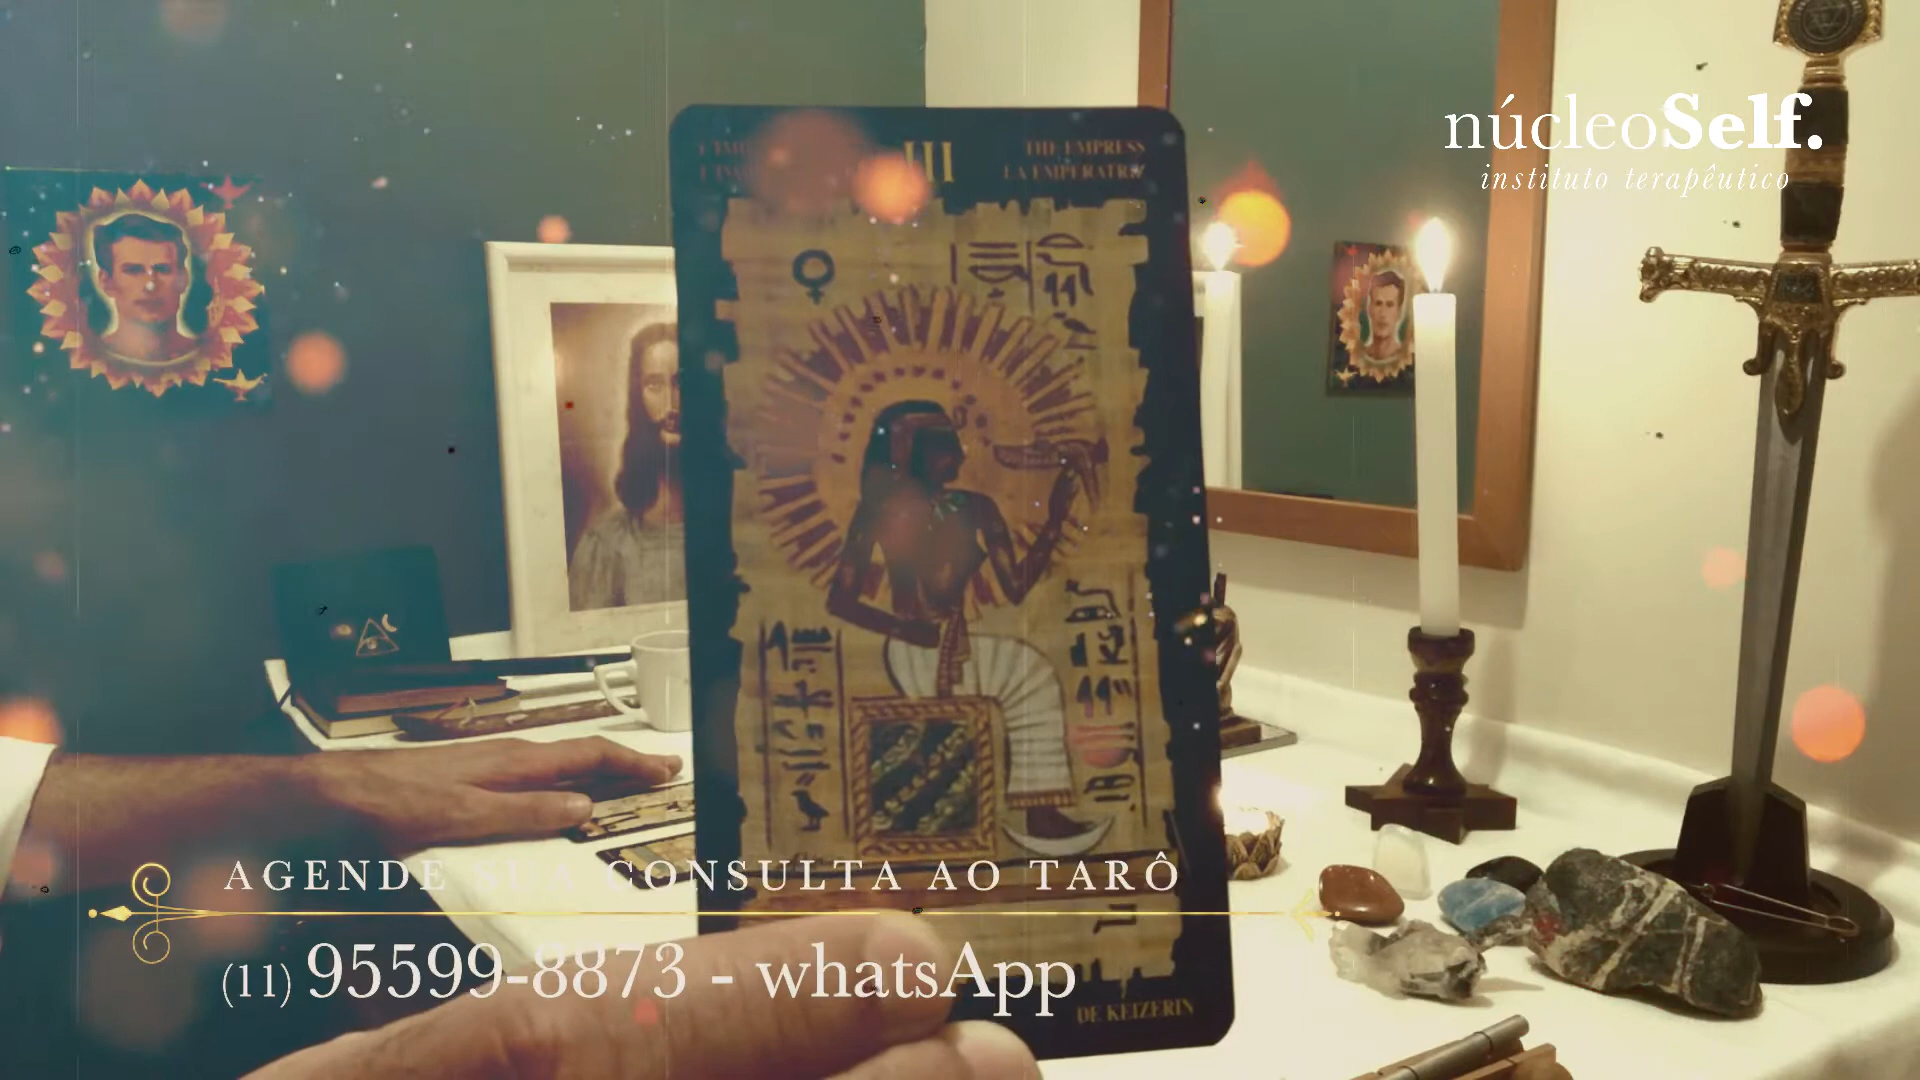 núcleoSelf.
instituto terapêutico
III
THE EMPRESS
LA EMPERATRIZ
AGENDE SUA CONSULTA AO TARÔ
(11) 95599-8873 - whatsApp
DE KEIZERIN